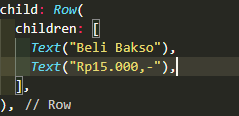 child: Row(
children: [
Text("Beli Bakso"),
Text("Rp15.000,-"),
],
), // Row